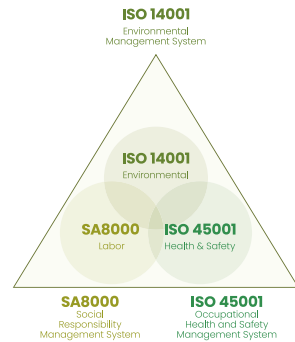 ISO 14001
Environmental
Management System
ISO 14001
Environmental
SA8000
Labor
ISO 45001
Health & Safety
SA8000
Social
Responsibility
Management System
ISO 45001
Occupational
Health and Safety
Management System